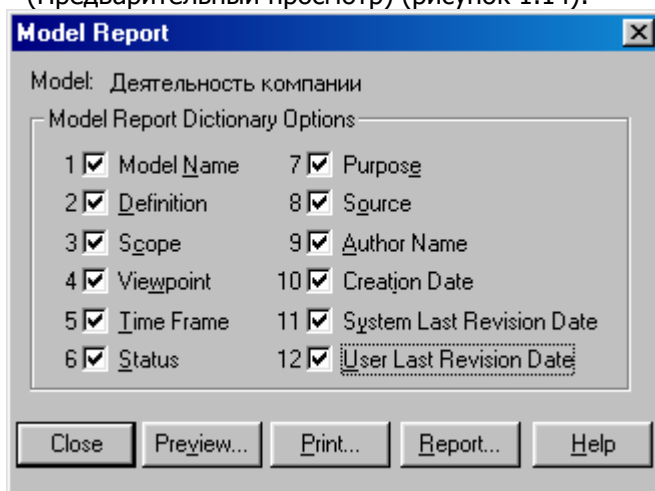 (Предварительный просмотр) (рисунок 1.14).
Model Report
Model: Деятельность компании
Model Report Dictionary Options
1 Model Name
2 Definition
3 Scope
4 Viewpoint
5 Time Frame
6 Status
7 Purpose
8 Source
9 Author Name
10 Creation Date
11 System Last Revision Date
12 User Last Revision Date
Close Preview... Print... Report... Help